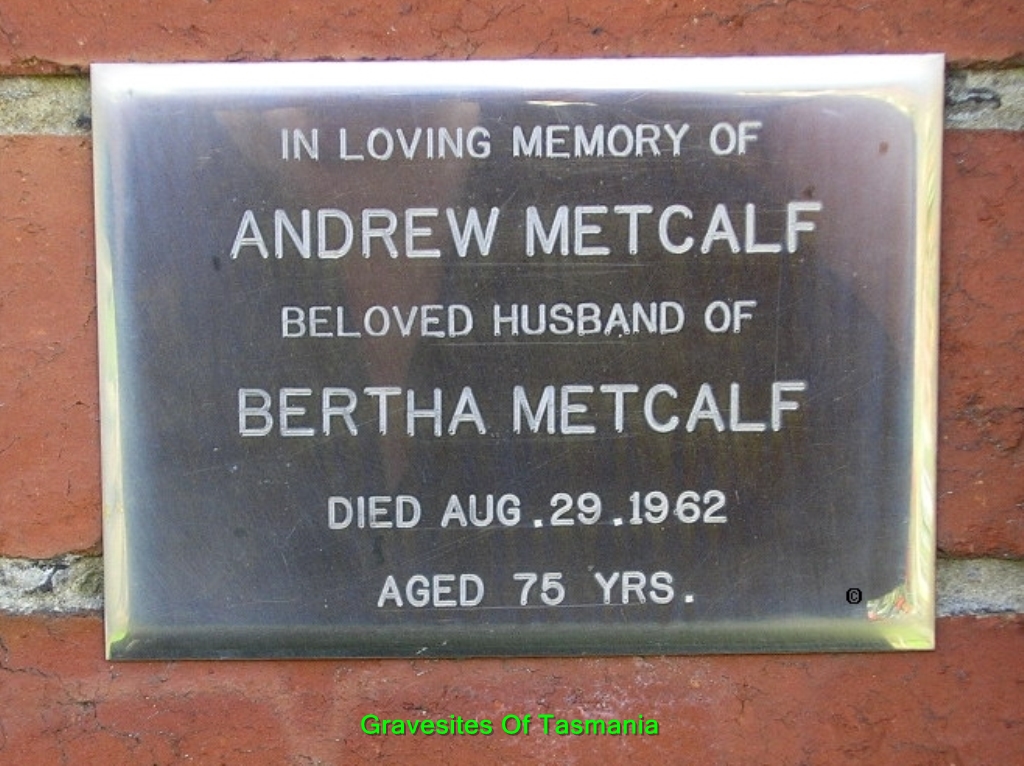 IN LOVING MEMORY OF
ANDREW METCALF
BELOVED HUSBAND OF
BERTHA METCALF
DIED AUG.29.1962
AGED 75 YRS.
©
Gravesites Of Tasmania